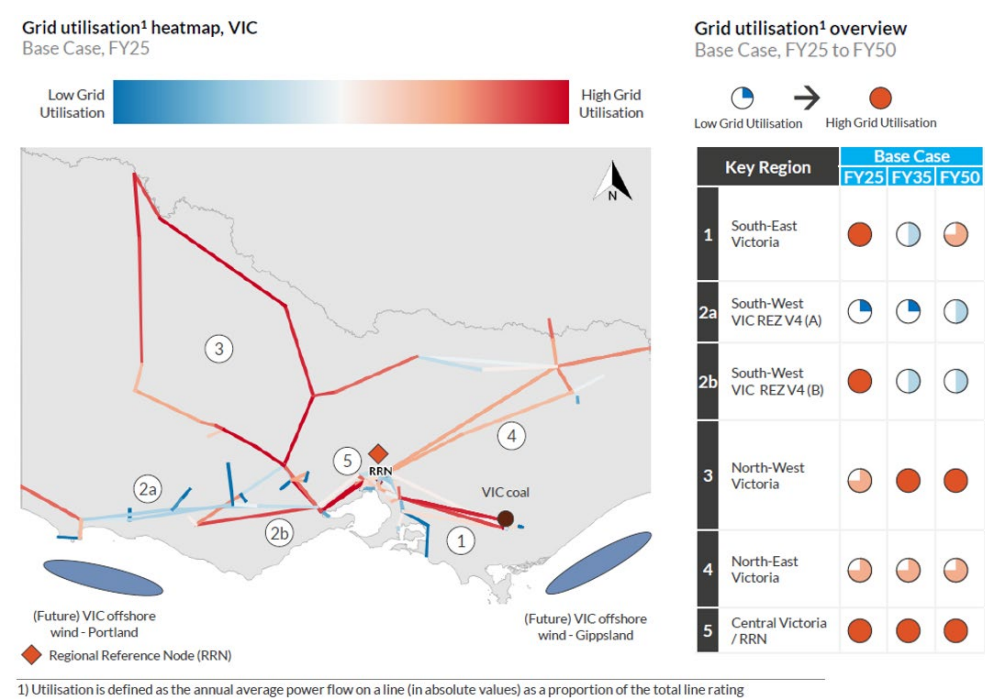 Grid utilisation¹ heatmap, VIC
Base Case, FY25
Low Grid
Utilisation
High Grid
Utilisation
N
3
4
5
RRN
2a
VIC coal
2b
1
(Future) VIC offshore
wind - Portland
(Future) VIC offshore
wind - Gippsland
Regional Reference Node (RRN)
Grid utilisation¹ overview
Base Case, FY25 to FY50
Low Grid Utilisation
High Grid Utilisation
Key Region
Base Case
FY25 FY35 FY50
1
South-East
Victoria
2a
South-West
VIC REZ V4 (A)
2b
South-West
VIC REZ V4 (B)
3
North-West
Victoria
4
North-East
Victoria
5
Central Victoria
/ RRN
1) Utilisation is defined as the annual average power flow on a line (in absolute values) as a proportion of the total line rating